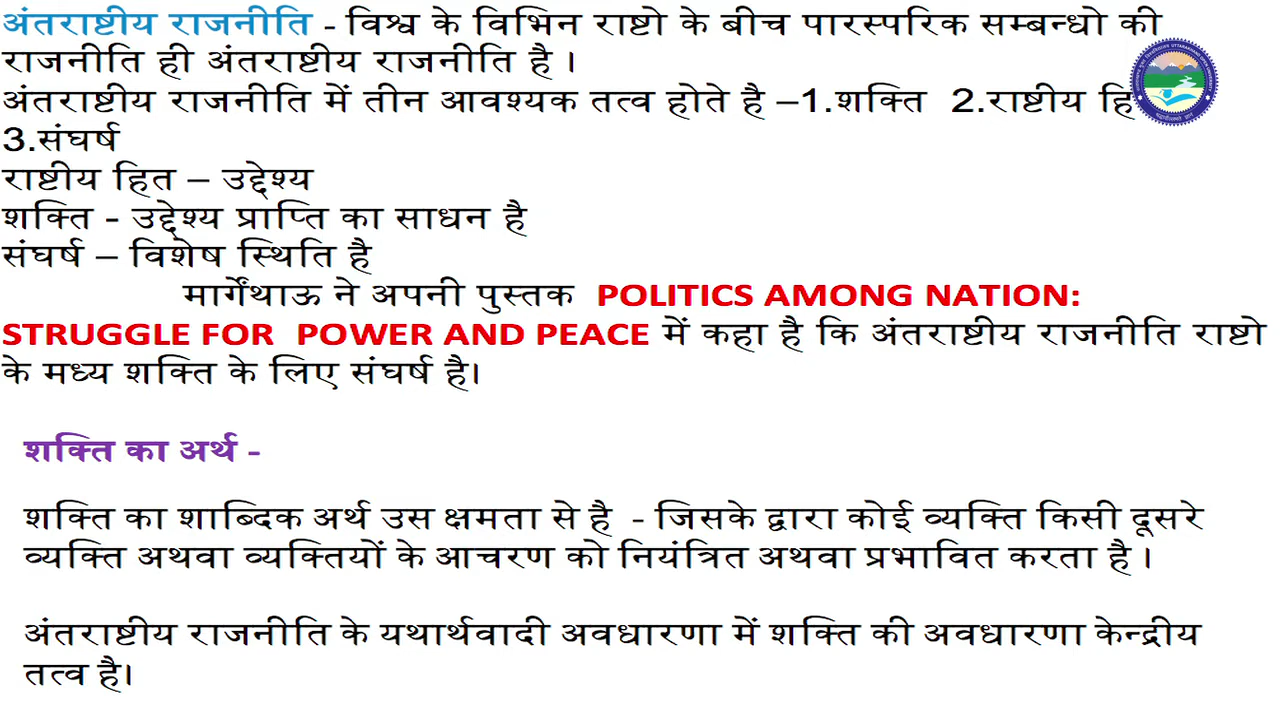 अंतराष्टीय राजनीति - विश्व के विभिन राष्टो के बीच पारस्परिक सम्बन्धो की
राजनीति ही अंतराष्टीय राजनीति है ।
अंतराष्टीय राजनीति में तीन आवश्यक तत्व होते है –1.शक्ति 2.राष्टीय हि
3.संघर्ष
राष्टीय हित – उद्देश्य
शक्ति - उद्देश्य प्राप्ति का साधन है
संघर्ष – विशेष स्थिति है
मार्गेंथाऊ ने अपनी पुस्तक POLITICS AMONG NATION:
STRUGGLE FOR POWER AND PEACE में कहा है कि अंतराष्टीय राजनीति राष्टो
के मध्य शक्ति के लिए संघर्ष है।
शक्ति का अर्थ -
शक्ति का शाब्दिक अर्थ उस क्षमता से है - जिसके द्वारा कोई व्यक्ति किसी दूसरे
व्यक्ति अथवा व्यक्तियों के आचरण को नियंत्रित अथवा प्रभावित करता है ।
अंतराष्टीय राजनीति के यथार्थवादी अवधारणा में शक्ति की अवधारणा केन्द्रीय
तत्व है।